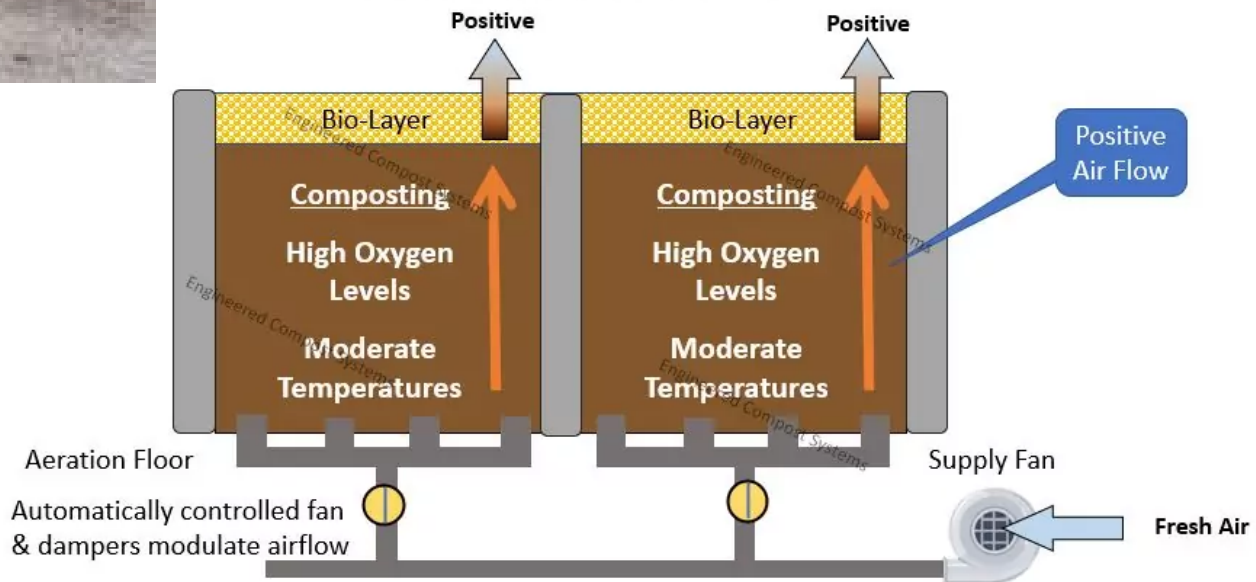 Positive
Positive
Bio-Layer
Bio-Layer
Positive
Air Flow
Composting
High Oxygen
Levels
Moderate
Temperatures
Composting
High Oxygen
Levels
Moderate
Temperatures
Engineered Compost Systems
Engineered Compost Systems
Engineered Compost Systems
Engineered Compost Systems
Aeration Floor
Supply Fan
Automatically controlled fan
& dampers modulate airflow
Fresh Air